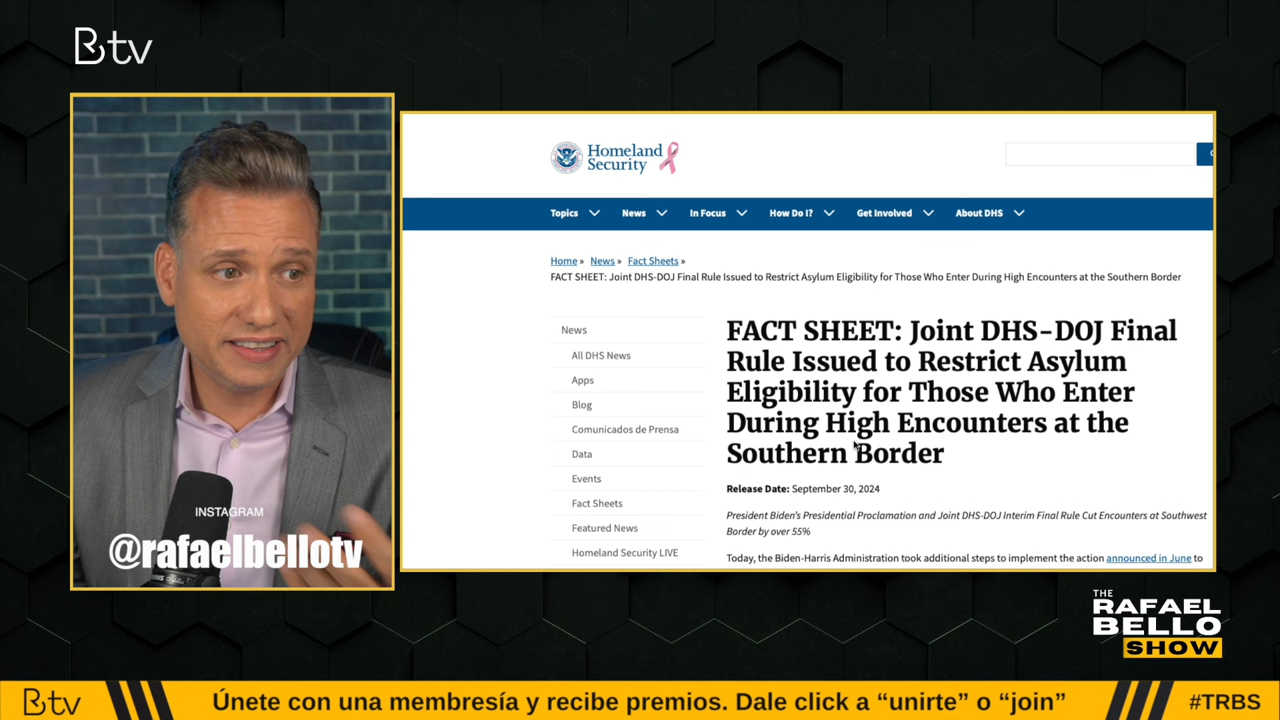 Btv
INSTAGRAM
@rafaelbellotv
Homeland
Security
Topics
News
In Focus
How Do I?
Get Involved
About DHS
Home »
News »
Fact Sheets »
FACT SHEET: Joint DHS-DOJ Final Rule Issued to Restrict Asylum Eligibility for Those Who Enter During High Encounters at the Southern Border
News
All DHS News
Apps
Blog
Comunicados de Prensa
Data
Events
Fact Sheets
Featured News
Homeland Security LIVE
FACT SHEET: Joint DHS-DOJ Final
Rule Issued to Restrict Asylum
Eligibility for Those Who Enter
During High Encounters at the
Southern Border
Release Date: September 30, 2024
President Biden's Presidential Proclamation and Joint DHS-DOJ Interim Final Rule Cut Encounters at Southwest
Border by over 55%
Today, the Biden-Harris Administration took additional steps to implement the action announced in June to
THE
RAFAEL
BELLO
SHOW
Btv
Únete con una membresía y recibe premios. Dale click a “unirte” o “join”
#TRBS